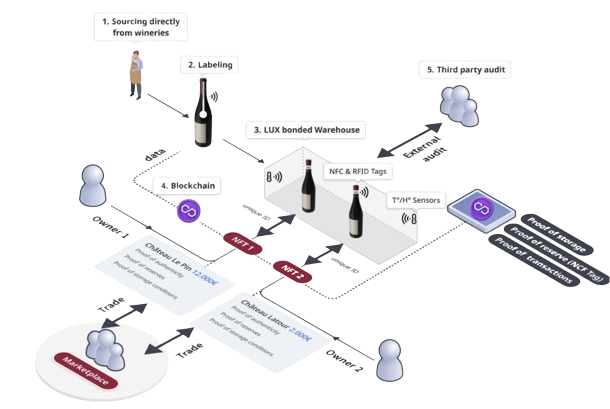 1. Sourcing directly
from wineries
2. Labeling
5. Third party audit
3. LUX bonded Warehouse
External
audit
data
NFC & RFID Tags
4. Blockchain
T°/H° Sensors
unique ID
Owner 1
NFT 1
Proof of storage
Proof of reserve (NCF Tag)
Proof of transactions
unique ID
NFT 2
Château Le Pin 12.000€
Proof of authenticity
Proof of reserves
Proof of storage conditions
Trade
Château Latour 2.000€
Proof of authenticity
Proof of reserves
Proof of storage conditions
Trade
Owner 2
Marketplace